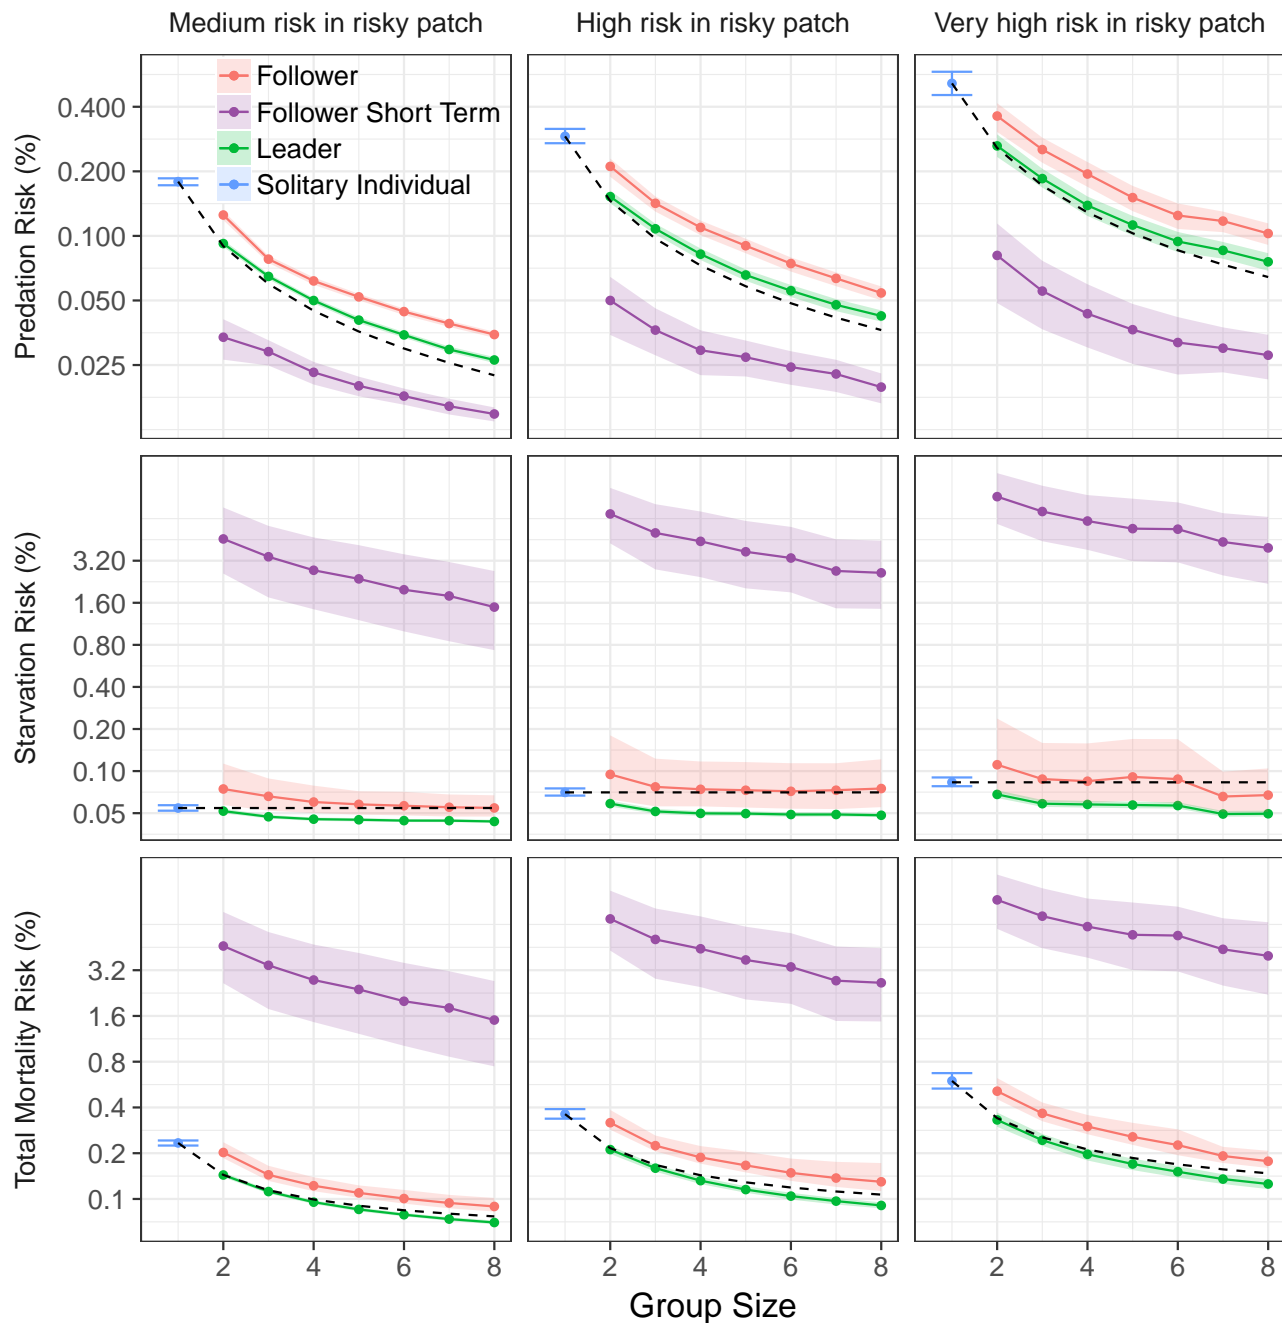 Medium risk in risky patch
High risk in risky patch
Very high risk in risky patch
Predation Risk (%)
0.400
0.200
0.100
0.050
0.025
Follower
Follower Short Term
Leader
Solitary Individual
Starvation Risk (%)
3.20
1.60
0.80
0.40
0.20
0.10
0.05
Total Mortality Risk (%)
3.2
1.6
0.8
0.4
0.2
0.1
2 4 6 8
2 4 6 8
2 4 6 8
Group Size